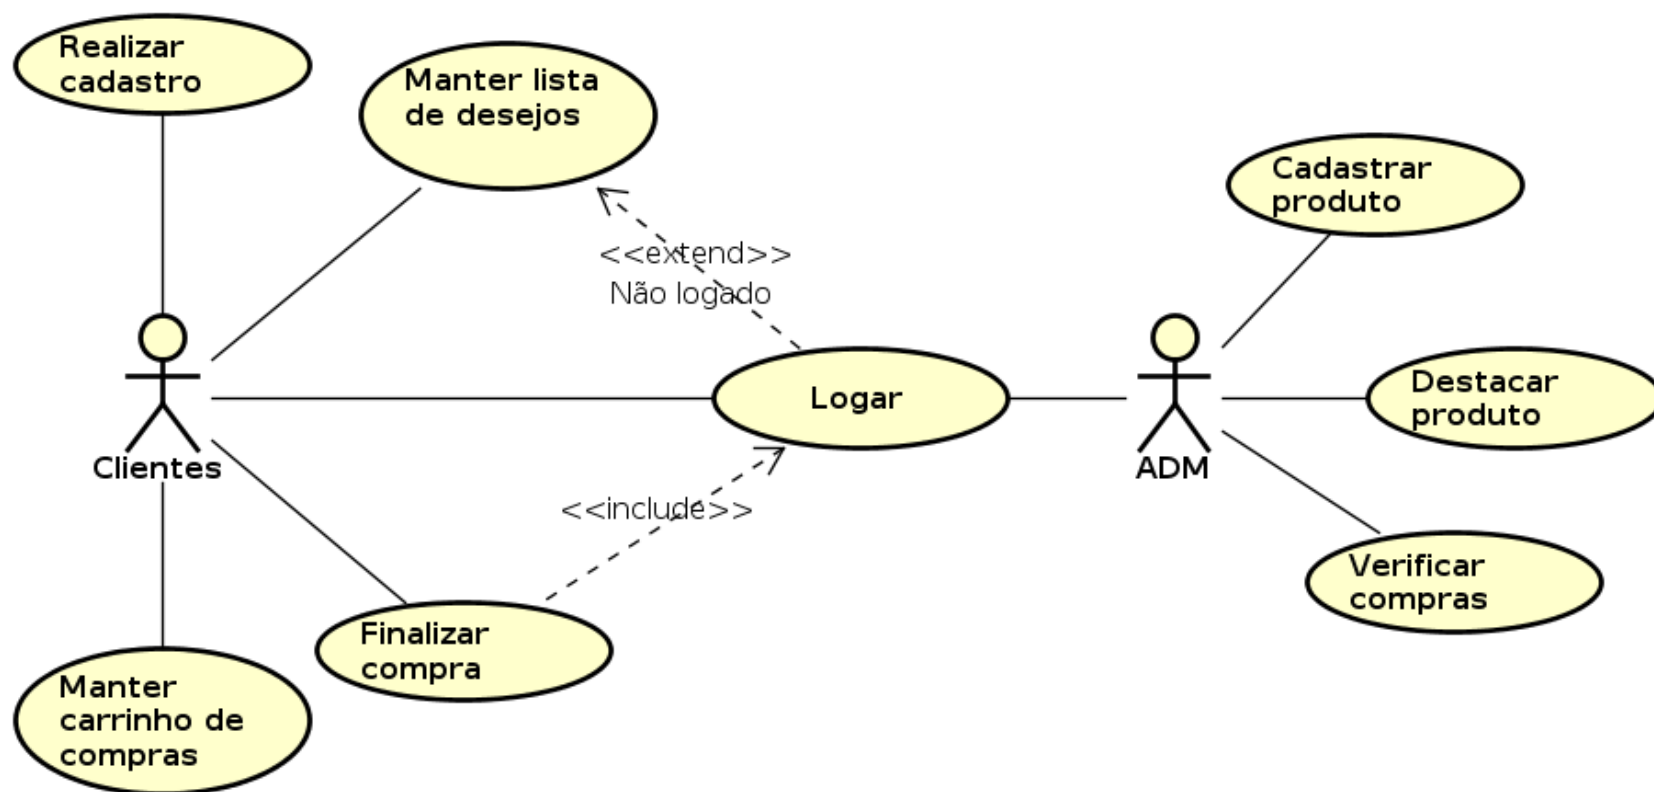 Realizar
cadastro
Manter lista
de desejos
Cadastrar
produto
<<extend>>
Não logado
Logar
Destacar
produto
Clientes
ADM
<<include>>
Verificar
compras
Finalizar
compra
Manter
carrinho de
compras